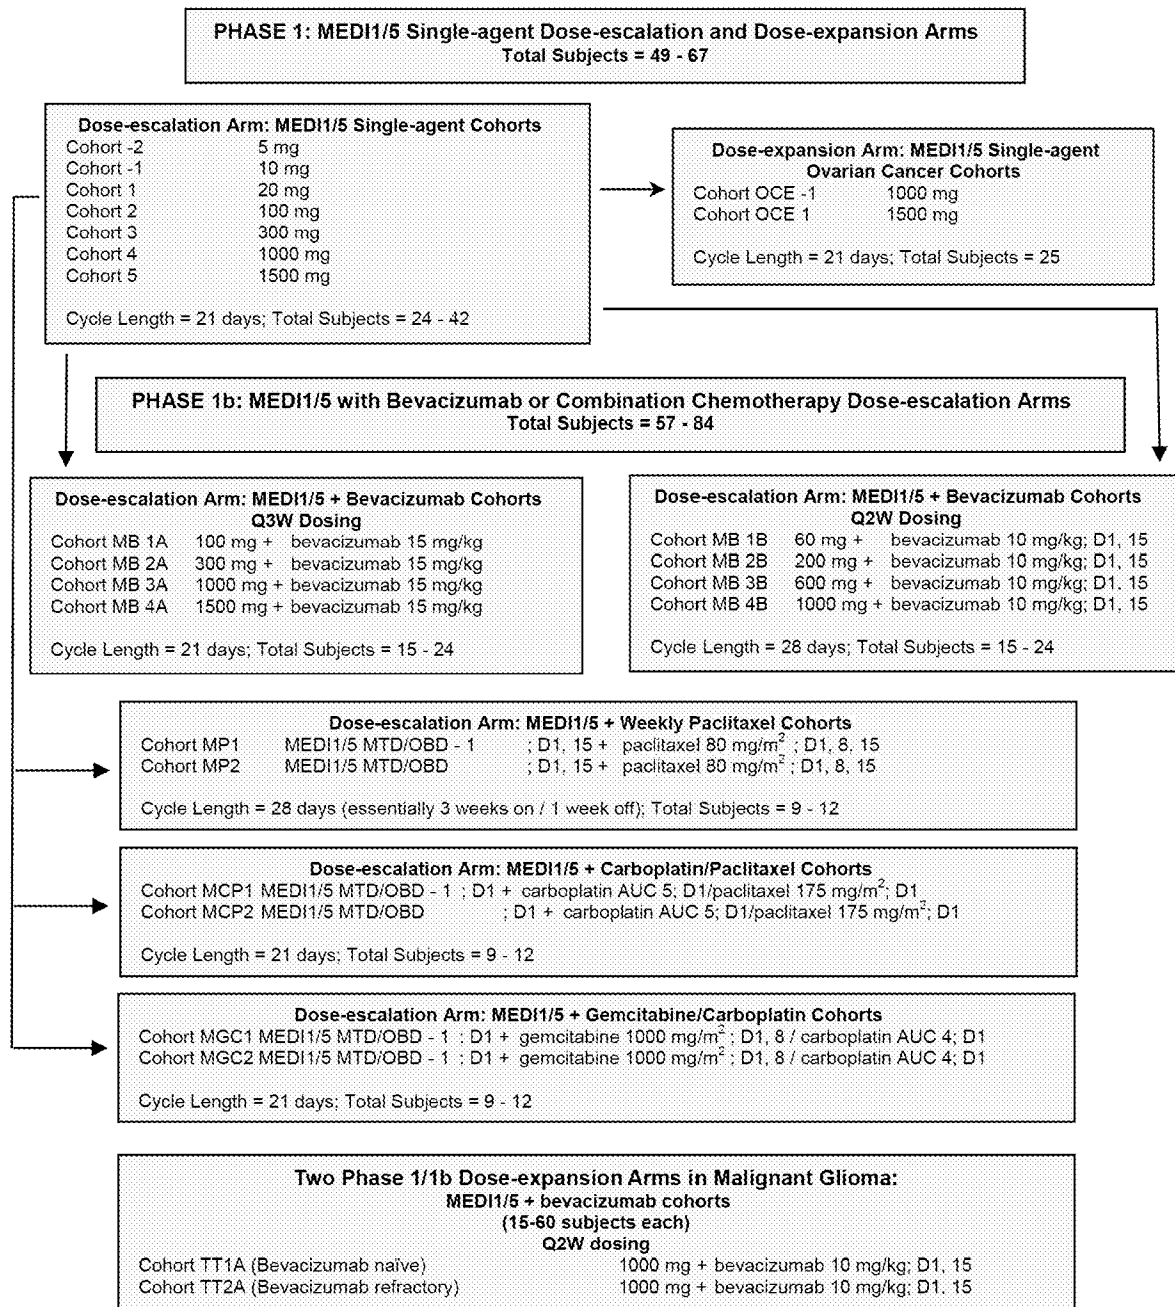 PHASE 1: MEDI1/5 Single-agent Dose-escalation and Dose-expansion Arms
Total Subjects = 49 - 67
Dose-escalation Arm: MEDI1/5 Single-agent Cohorts
Cohort -2 5 mg
Cohort -1 10 mg
Cohort 1 20 mg
Cohort 2 100 mg
Cohort 3 300 mg
Cohort 4 1000 mg
Cohort 5 1500 mg
Cycle Length = 21 days; Total Subjects = 24 - 42
Dose-expansion Arm: MEDI1/5 Single-agent
Ovarian Cancer Cohorts
Cohort OCE -1 1000 mg
Cohort OCE 1 1500 mg
Cycle Length = 21 days; Total Subjects = 25
PHASE 1b: MEDI1/5 with Bevacizumab or Combination Chemotherapy Dose-escalation Arms
Total Subjects = 57 - 84
Dose-escalation Arm: MEDI1/5 + Bevacizumab Cohorts
Q3W Dosing
Cohort MB 1A 100 mg + bevacizumab 15 mg/kg
Cohort MB 2A 300 mg + bevacizumab 15 mg/kg
Cohort MB 3A 1000 mg + bevacizumab 15 mg/kg
Cohort MB 4A 1500 mg + bevacizumab 15 mg/kg
Cycle Length = 21 days; Total Subjects = 15 - 24
Dose-escalation Arm: MEDI1/5 + Bevacizumab Cohorts
Q2W Dosing
Cohort MB 1B 60 mg + bevacizumab 10 mg/kg; D1, 15
Cohort MB 2B 200 mg + bevacizumab 10 mg/kg; D1, 15
Cohort MB 3B 600 mg + bevacizumab 10 mg/kg; D1, 15
Cohort MB 4B 1000 mg + bevacizumab 10 mg/kg; D1, 15
Cycle Length = 28 days; Total Subjects = 15 - 24
Dose-escalation Arm: MEDI1/5 + Weekly Paclitaxel Cohorts
Cohort MP1 MEDI1/5 MTD/OBD - 1 ; D1, 15 + paclitaxel 80 mg/m² ; D1, 8, 15
Cohort MP2 MEDI1/5 MTD/OBD ; D1, 15 + paclitaxel 80 mg/m² ; D1, 8, 15
Cycle Length = 28 days (essentially 3 weeks on / 1 week off); Total Subjects = 9 - 12
Dose-escalation Arm: MEDI1/5 + Carboplatin/Paclitaxel Cohorts
Cohort MCP1 MEDI1/5 MTD/OBD - 1 ; D1 + carboplatin AUC 5; D1/paclitaxel 175 mg/m²; D1
Cohort MCP2 MEDI1/5 MTD/OBD ; D1 + carboplatin AUC 5; D1/paclitaxel 175 mg/m²; D1
Cycle Length = 21 days; Total Subjects = 9 - 12
Dose-escalation Arm: MEDI1/5 + Gemcitabine/Carboplatin Cohorts
Cohort MGC1 MEDI1/5 MTD/OBD - 1 ; D1 + gemcitabine 1000 mg/m² ; D1, 8 / carboplatin AUC 4; D1
Cohort MGC2 MEDI1/5 MTD/OBD - 1 ; D1 + gemcitabine 1000 mg/m² ; D1, 8 / carboplatin AUC 4; D1
Cycle Length = 21 days; Total Subjects = 9 - 12
Two Phase 1/1b Dose-expansion Arms in Malignant Glioma:
MEDI1/5 + bevacizumab cohorts
(15-60 subjects each)
Q2W dosing
Cohort TT1A (Bevacizumab naïve) 1000 mg + bevacizumab 10 mg/kg; D1, 15
Cohort TT2A (Bevacizumab refractory) 1000 mg + bevacizumab 10 mg/kg; D1, 15